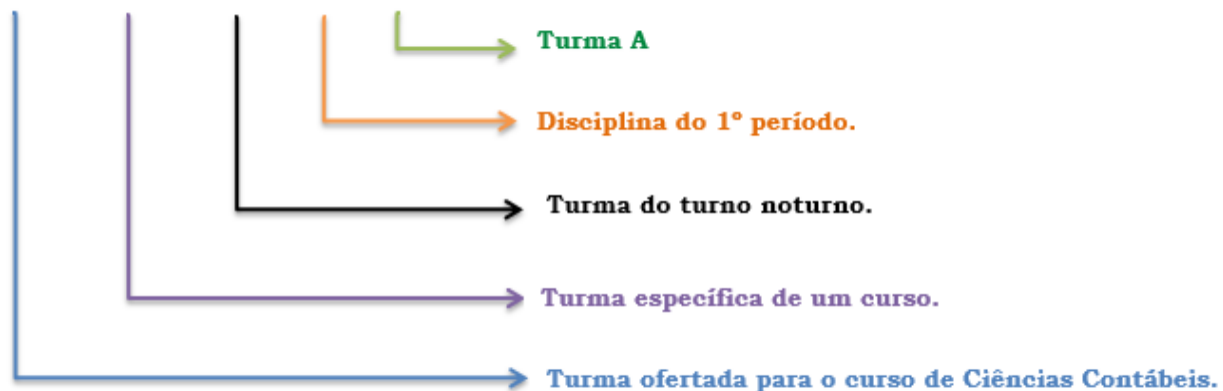 Turma A
Disciplina do 1º período.
Turma do turno noturno.
Turma específica de um curso.
Turma ofertada para o curso de Ciências Contábeis.